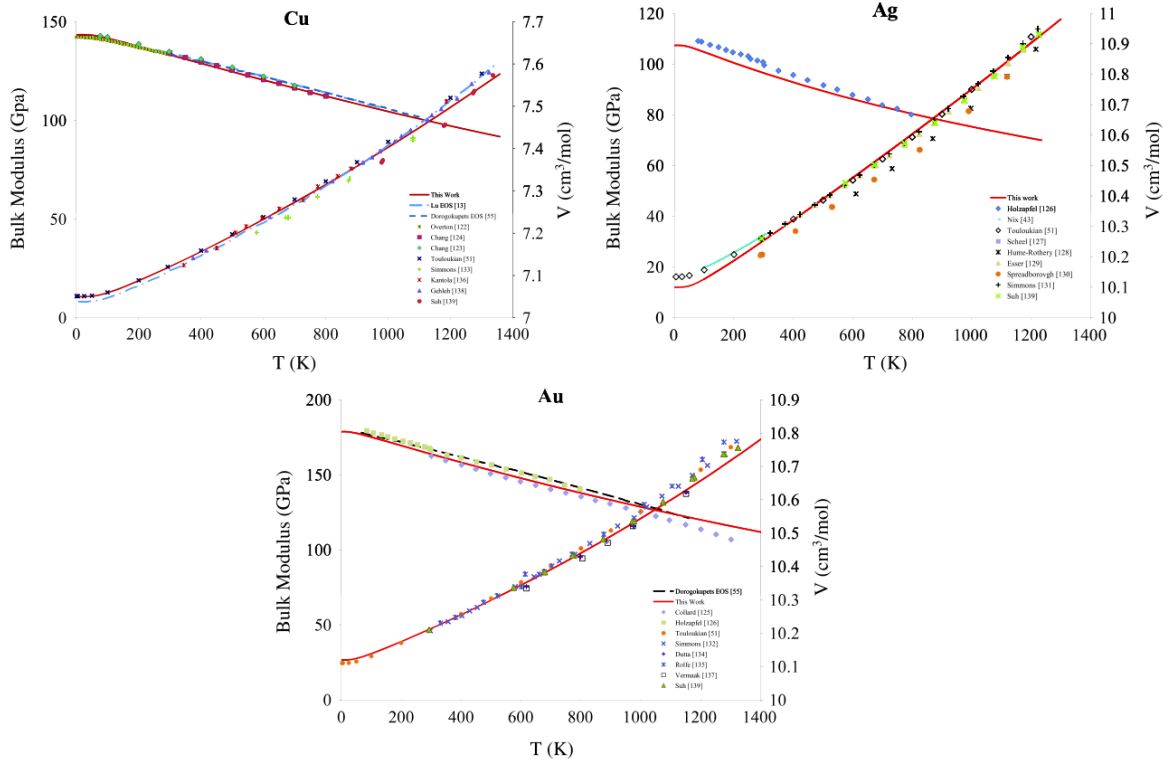 Cu
150
100
50
0
Bulk Modulus (Gpa)
7.7
7.6
7.5
7.4
7.3
7.2
7.1
7
V (cm³/mol)
This Work
Lu EOS [13]
Dorogokupets EOS [55]
Overton [122]
Chang [124]
Chang [123]
Touloukian [51]
Simmons [133]
Kantola [136]
Gehleh [138]
Suh [139]
0 200 400 600 800 1000 1200 1400
T (K)
Ag
120
100
80
60
40
20
0
Bulk Modulus (GPa)
11
10.9
10.8
10.7
10.6
10.5
10.4
10.3
10.2
10.1
10
V (cm³/mol)
This work
Holzapfel [126]
Nix [43]
Touloukian [51]
Scheel [127]
Hume-Rothery [128]
Esser [129]
Spreadborovgh [130]
Simmons [131]
Suh [139]
0 200 400 600 800 1000 1200
T (K)
Au
200
150
100
50
0
Bulk Modulus (GPa)
10.9
10.8
10.7
10.6
10.5
10.4
10.3
10.2
10.1
10
V (cm³/mol)
Dorogokupets EOS [55]
This Work
Collard [125]
Holzapfel [126]
Touloukian [51]
Simmons [132]
Dutta [134]
Rolfe [135]
Vermaak [137]
Suh [139]
0 200 400 600 800 1000 1200 1400
T (K)